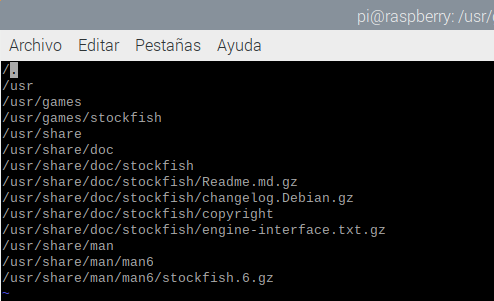 pi@raspberry: /usr/
Archivo Editar Pestañas Ayuda
/.
/usr
/usr/games
/usr/games/stockfish
/usr/share
/usr/share/doc
/usr/share/doc/stockfish
/usr/share/doc/stockfish/Readme.md.gz
/usr/share/doc/stockfish/changelog.Debian.gz
/usr/share/doc/stockfish/copyright
/usr/share/doc/stockfish/engine-interface.txt.gz
/usr/share/man
/usr/share/man/man6
/usr/share/man/man6/stockfish.6.gz
~